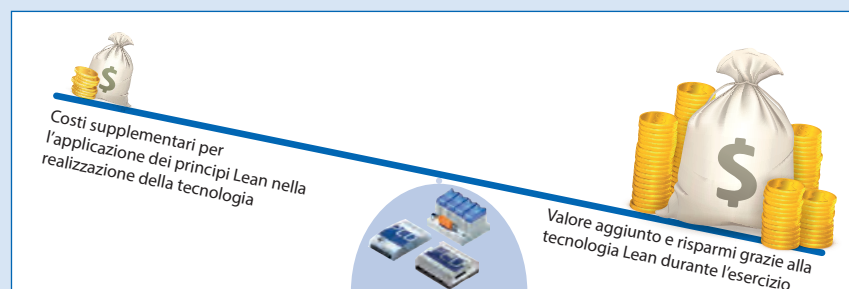 $
Costi supplementari per
l'applicazione dei principi Lean nella
realizzazione della tecnologia
$
Valore aggiunto e risparmi grazie alla
tecnologia Lean durante l'esercizio